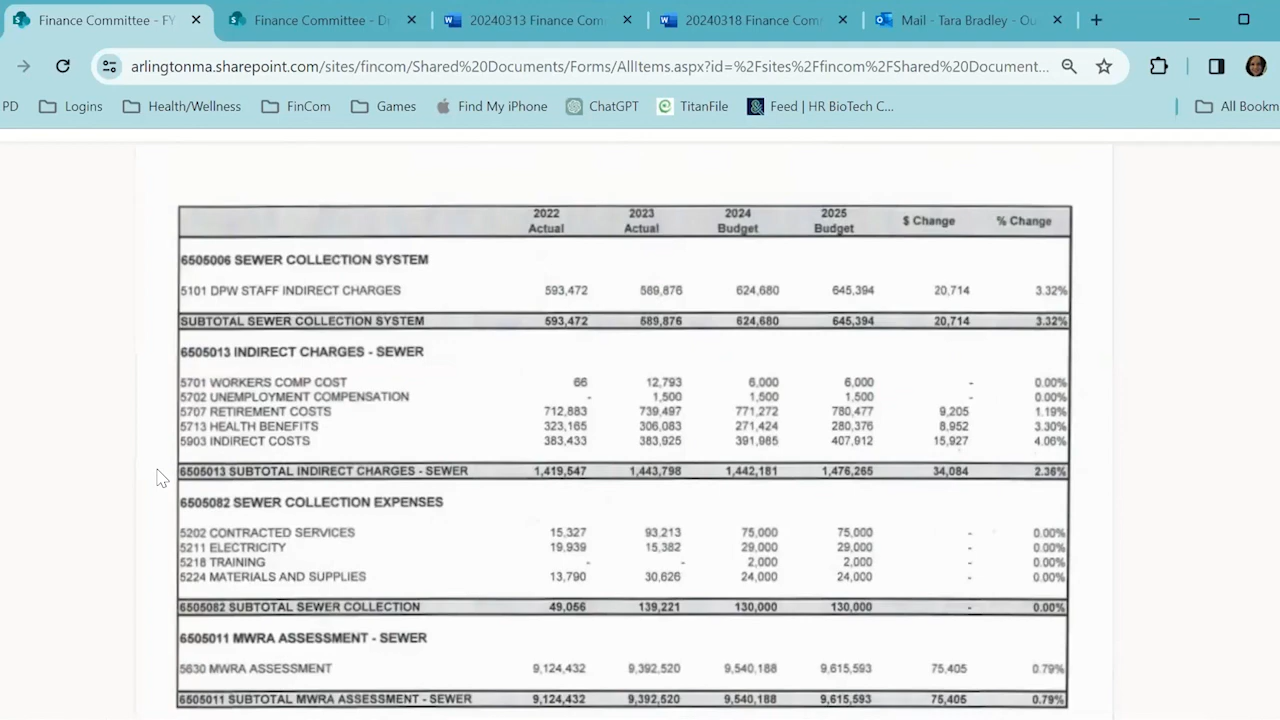 Finance Committee - FY
Finance Committee - Dr
20240313 Finance Com
20240318 Finance Com
Mail - Tara Bradley - Ou
arlingtonma.sharepoint.com/sites/fincom/Shared%20Documents/Forms/AllItems.aspx?id=%2Fsites%2Ffincom%2FShared%20Document...
PD Logins Health/Wellness FinCom Games Find My iPhone ChatGPT TitanFile Feed | HR BioTech C... All Bookm
2022 2023 2024 2025
Actual Actual Budget Budget $ Change % Change
6505006 SEWER COLLECTION SYSTEM
5101 DPW STAFF INDIRECT CHARGES 593,472 589,876 624,680 645,394 20,714 3.32%
SUBTOTAL SEWER COLLECTION SYSTEM 593,472 589,876 624,680 645,394 20,714 3.32%
6505013 INDIRECT CHARGES - SEWER
5701 WORKERS COMP COST 66 12,793 6,000 6,000 - 0.00%
5702 UNEMPLOYMENT COMPENSATION - 1,500 1,500 1,500 - 0.00%
5707 RETIREMENT COSTS 712,883 739,497 771,272 780,477 9,205 1.19%
5713 HEALTH BENEFITS 323,165 306,083 271,424 280,376 8,952 3.30%
5903 INDIRECT COSTS 383,433 383,925 391,985 407,912 15,927 4.06%
6505013 SUBTOTAL INDIRECT CHARGES - SEWER 1,419,547 1,443,798 1,442,181 1,476,265 34,084 2.36%
6505082 SEWER COLLECTION EXPENSES
5202 CONTRACTED SERVICES 15,327 93,213 75,000 75,000 - 0.00%
5211 ELECTRICITY 19,939 15,382 29,000 29,000 - 0.00%
5218 TRAINING - - 2,000 2,000 - 0.00%
5224 MATERIALS AND SUPPLIES 13,790 30,626 24,000 24,000 - 0.00%
6505082 SUBTOTAL SEWER COLLECTION 49,056 139,221 130,000 130,000 - 0.00%
6505011 MWRA ASSESSMENT - SEWER
5630 MWRA ASSESSMENT 9,124,432 9,392,520 9,540,188 9,615,593 75,405 0.79%
6505011 SUBTOTAL MWRA ASSESSMENT - SEWER 9,124,432 9,392,520 9,540,188 9,615,593 75,405 0.79%